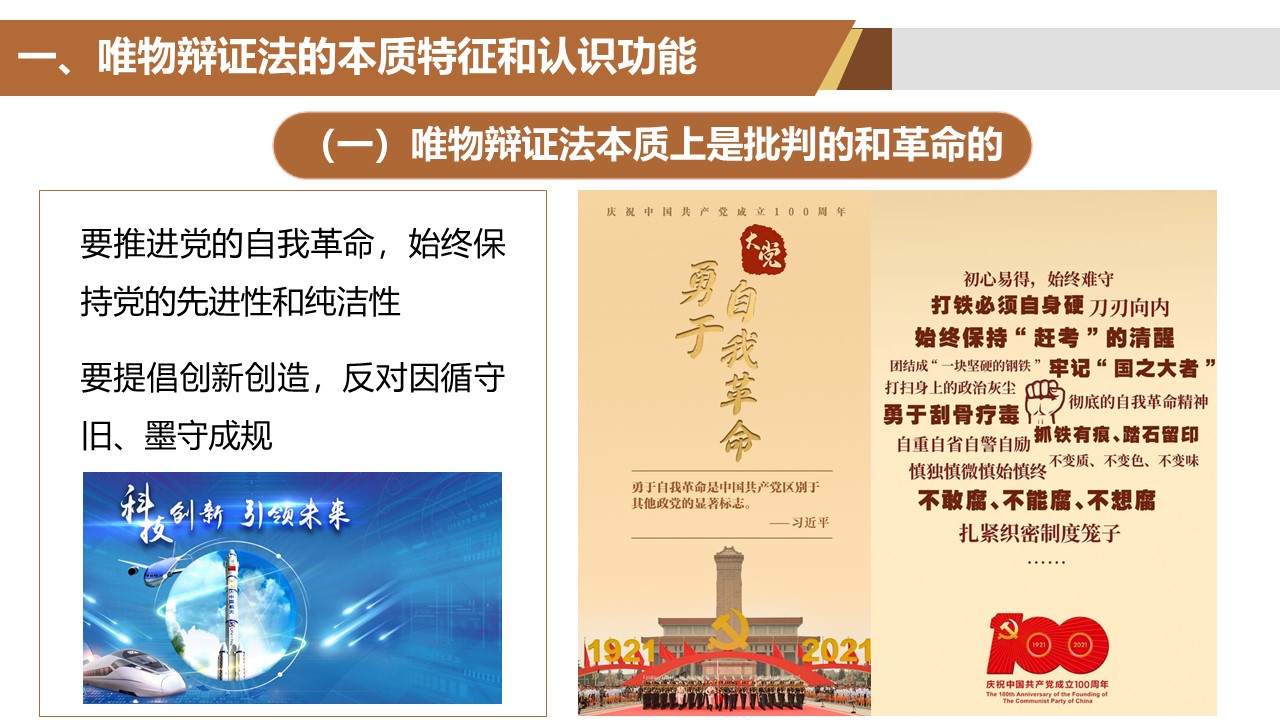 一、唯物辩证法的本质特征和认识功能
（一）唯物辩证法本质上是批判的和革命的
要推进党的自我革命，始终保
持党的先进性和纯洁性
要提倡创新创造，反对因循守
旧、墨守成规
科技创新 引领未来
中国航天
庆祝中国共产党成立100周年
大党
勇于
自我革命
勇于自我革命是中国共产党区别于
其他政党的显著标志。
——习近平
1921
2021
初心易得，始终难守
打铁必须自身硬 刀刃向内
始终保持“赶考”的清醒
团结成“一块坚硬的钢铁” 牢记“国之大者”
打扫身上的政治灰尘
彻底的自我革命精神
勇于刮骨疗毒
抓铁有痕、踏石留印
自重自省自警自励
不变质、不变色、不变味
慎独慎微慎始慎终
不敢腐、不能腐、不想腐
扎紧织密制度笼子
······
100
1921
2021
庆祝中国共产党成立100周年
The 100th Anniversary of the Founding of
The Communist Party of China